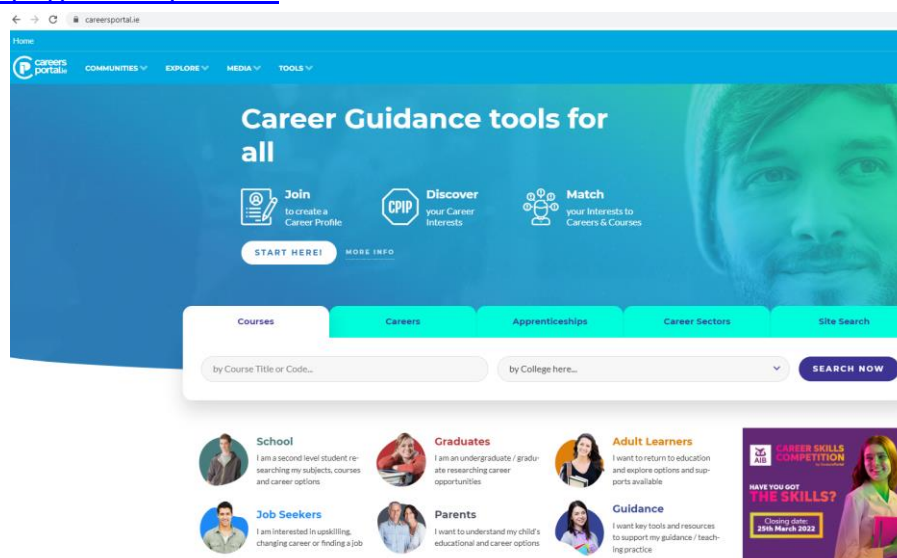 careersportal.ie
Home
careers
portal.ie
COMMUNITIES
EXPLORE
MEDIA
TOOLS
Career Guidance tools for
all
Join
to create a
Career Profile
CPIP
Discover
your Career
Interests
Match
your Interests to
Careers & Courses
START HERE!
MORE INFO
Courses
Careers
Apprenticeships
Career Sectors
Site Search
by Course Title or Code...
by College here...
SEARCH NOW
School
I am a second level student re-
searching my subjects, courses
and career options
Graduates
I am an undergraduate / gradu-
ate researching career
opportunities
Adult Learners
I want to return to education
and explore options and sup-
ports available
Job Seekers
I am interested in upskilling,
changing career or finding a job
Parents
I want to understand my child's
educational and career options
Guidance
I want key tools and resources
to support my guidance / teach-
ing practice
AIB
CAREER SKILLS
COMPETITION
HAVE YOU GOT
THE SKILLS?
Closing date:
25th March 2022